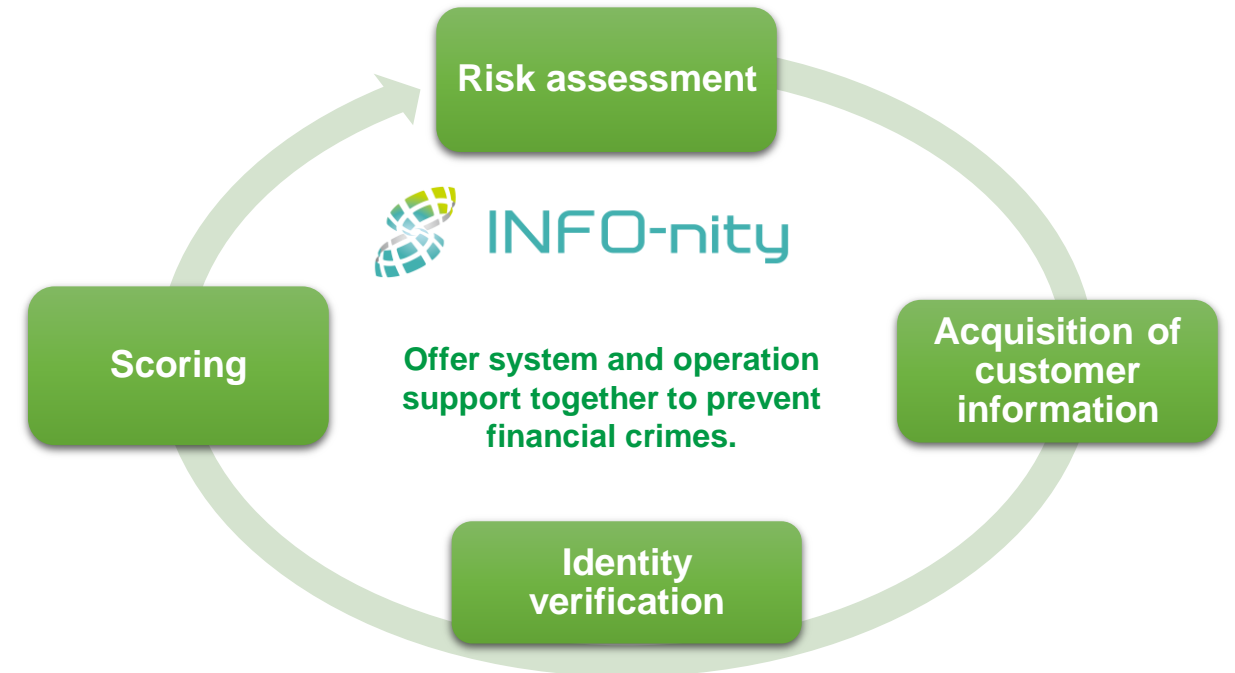 Risk assessment
INFO-nity
Scoring
Offer system and operation
support together to prevent
financial crimes.
Acquisition of
customer
information
Identity
verification